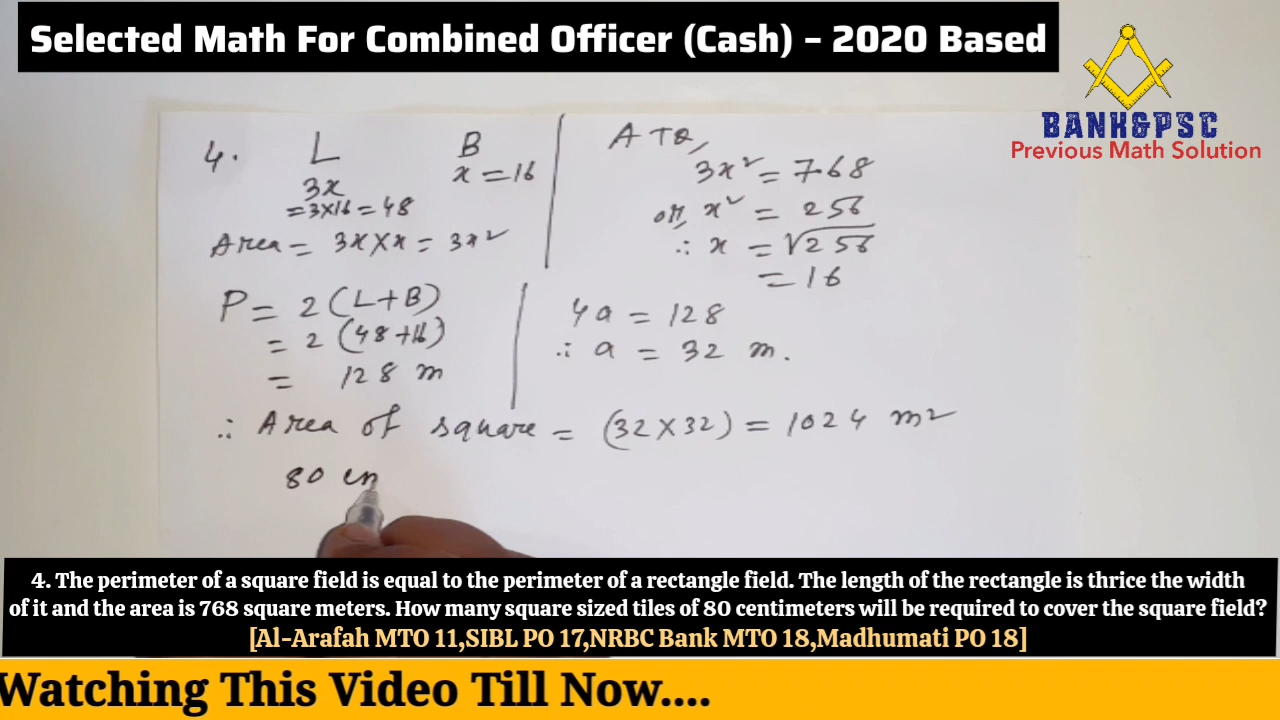 Selected Math For Combined Officer (Cash) – 2020 Based
BANK&PSC
Previous Math Solution
4. L B
3x x = 16
= 3×16 = 48
Area = 3x × x = 3x²
A T Q,
3x² = 768
or, x² = 256
∴ x = √256
= 16
P = 2 (L+B)
= 2 (48+16)
= 128 m
4a = 128
∴ a = 32 m.
∴ Area of square = (32×32) = 1024 m²
80 cm
4. The perimeter of a square field is equal to the perimeter of a rectangle field. The length of the rectangle is thrice the width
of it and the area is 768 square meters. How many square sized tiles of 80 centimeters will be required to cover the square field?
[Al-Arafah MTO 11,SIBL PO 17,NRBC Bank MTO 18,Madhumati PO 18]
Watching This Video Till Now....